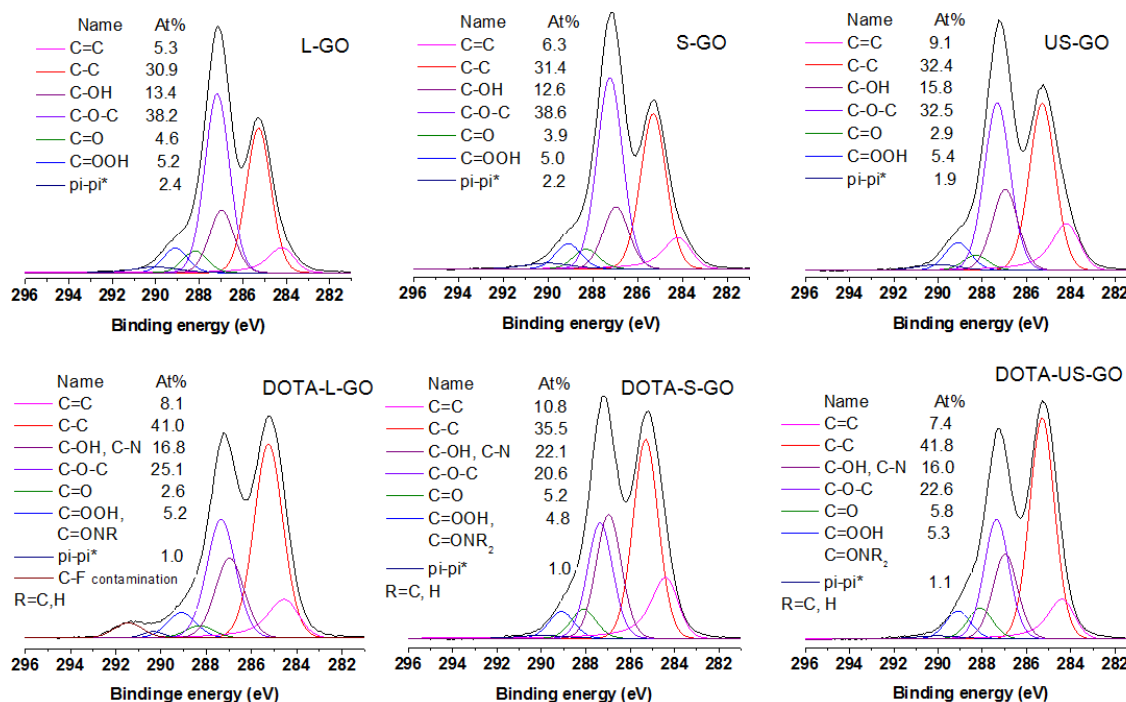 Name At%
L-GO
C=C 5.3
C-C 30.9
C-OH 13.4
C-O-C 38.2
C=O 4.6
C=OOH 5.2
pi-pi* 2.4
296 294 292 290 288 286 284 282
Binding energy (eV)
Name At%
S-GO
C=C 6.3
C-C 31.4
C-OH 12.6
C-O-C 38.6
C=O 3.9
C=OOH 5.0
pi-pi* 2.2
296 294 292 290 288 286 284 282
Binding energy (eV)
Name At%
US-GO
C=C 9.1
C-C 32.4
C-OH 15.8
C-O-C 32.5
C=O 2.9
C=OOH 5.4
pi-pi* 1.9
296 294 292 290 288 286 284 282
Binding energy (eV)
Name At%
DOTA-L-GO
C=C 8.1
C-C 41.0
C-OH, C-N 16.8
C-O-C 25.1
C=O 2.6
C=OOH, 5.2
C=ONR
pi-pi* 1.0
C-F contamination
R=C,H
296 294 292 290 288 286 284 282
Bindinge energy (eV)
Name At%
DOTA-S-GO
C=C 10.8
C-C 35.5
C-OH, C-N 22.1
C-O-C 20.6
C=O 5.2
C=OOH, 4.8
C=ONR2
pi-pi* 1.0
R=C, H
296 294 292 290 288 286 284 282
Binding energy (eV)
DOTA-US-GO
Name At%
C=C 7.4
C-C 41.8
C-OH, C-N 16.0
C-O-C 22.6
C=O 5.8
C=OOH 5.3
C=ONR2
pi-pi* 1.1
R=C, H
296 294 292 290 288 286 284 282
Binding energy (eV)